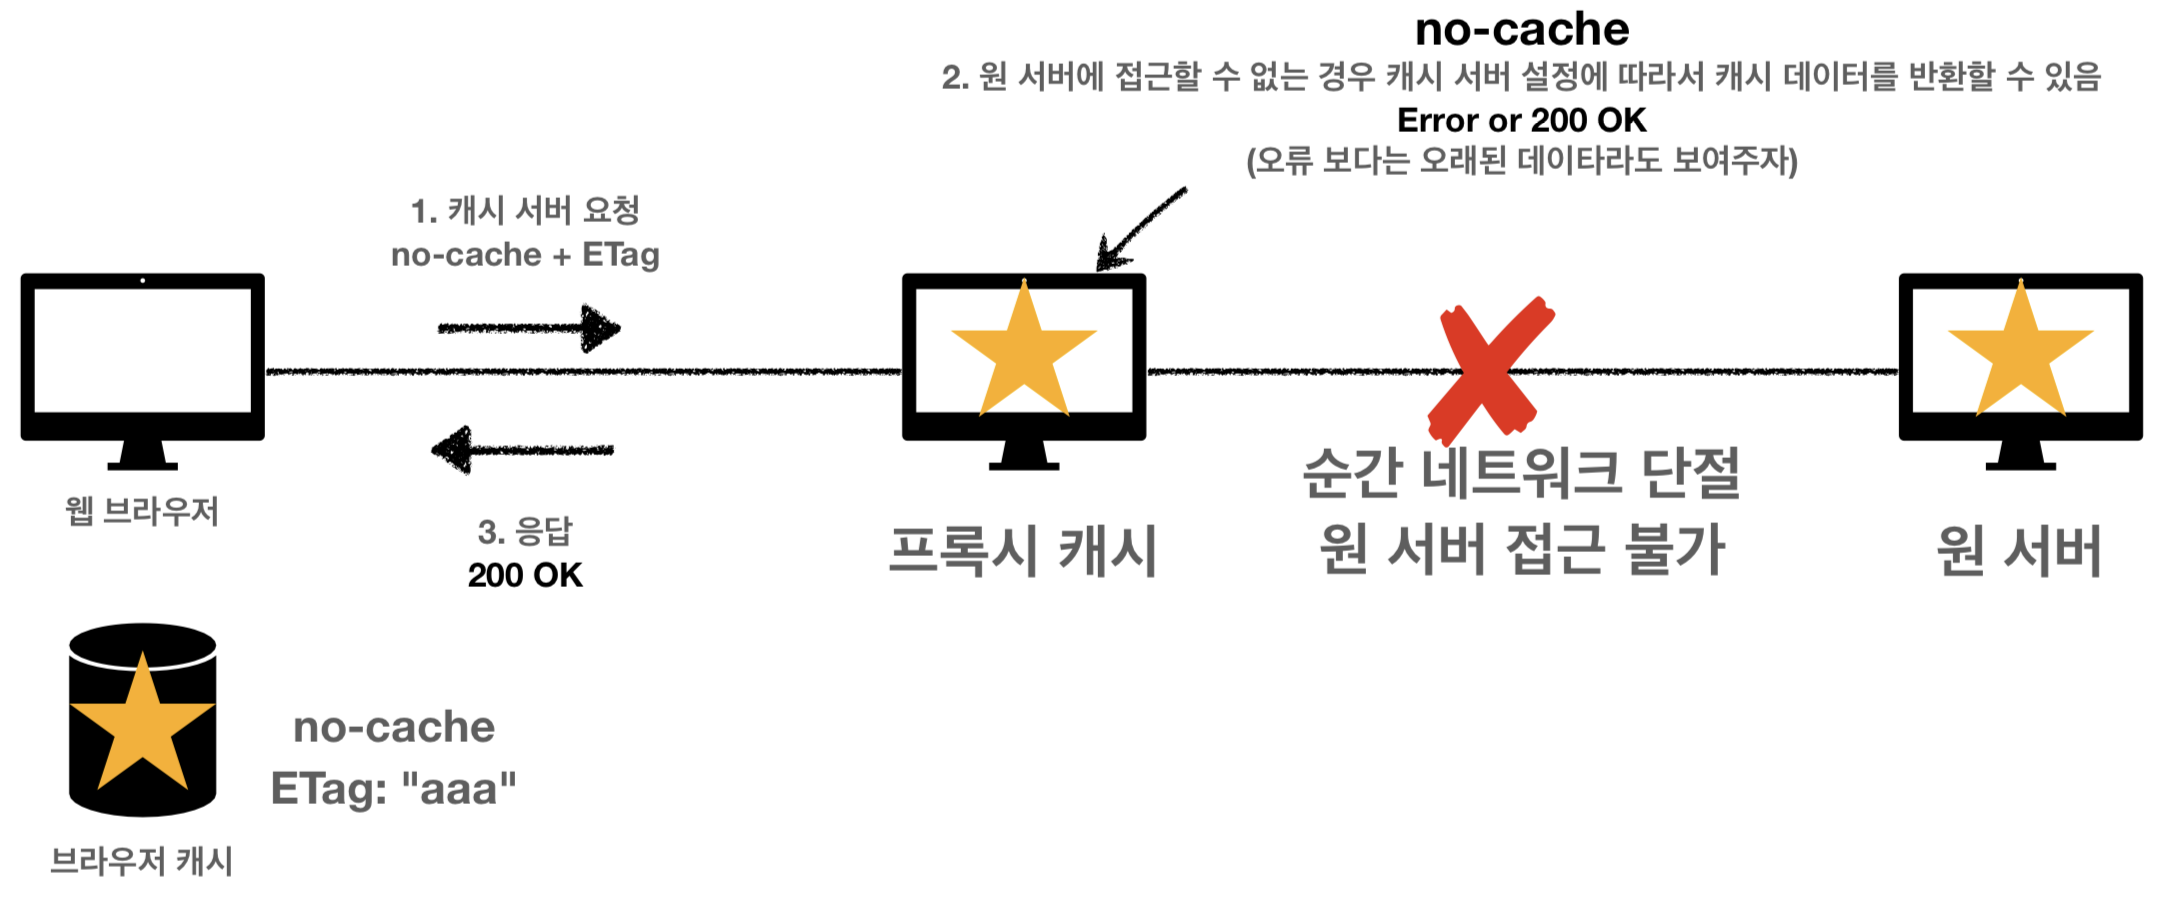 no-cache
2. 원 서버에 접근할 수 없는 경우 캐시 서버 설정에 따라서 캐시 데이터를 반환할 수 있음
Error or 200 OK
(오류 보다는 오래된 데이타라도 보여주자)
1. 캐시 서버 요청
no-cache + ETag
웹 브라우저
3. 응답
200 OK
프록시 캐시
순간 네트워크 단절
원 서버 접근 불가
원 서버
no-cache
ETag: "aaa"
브라우저 캐시